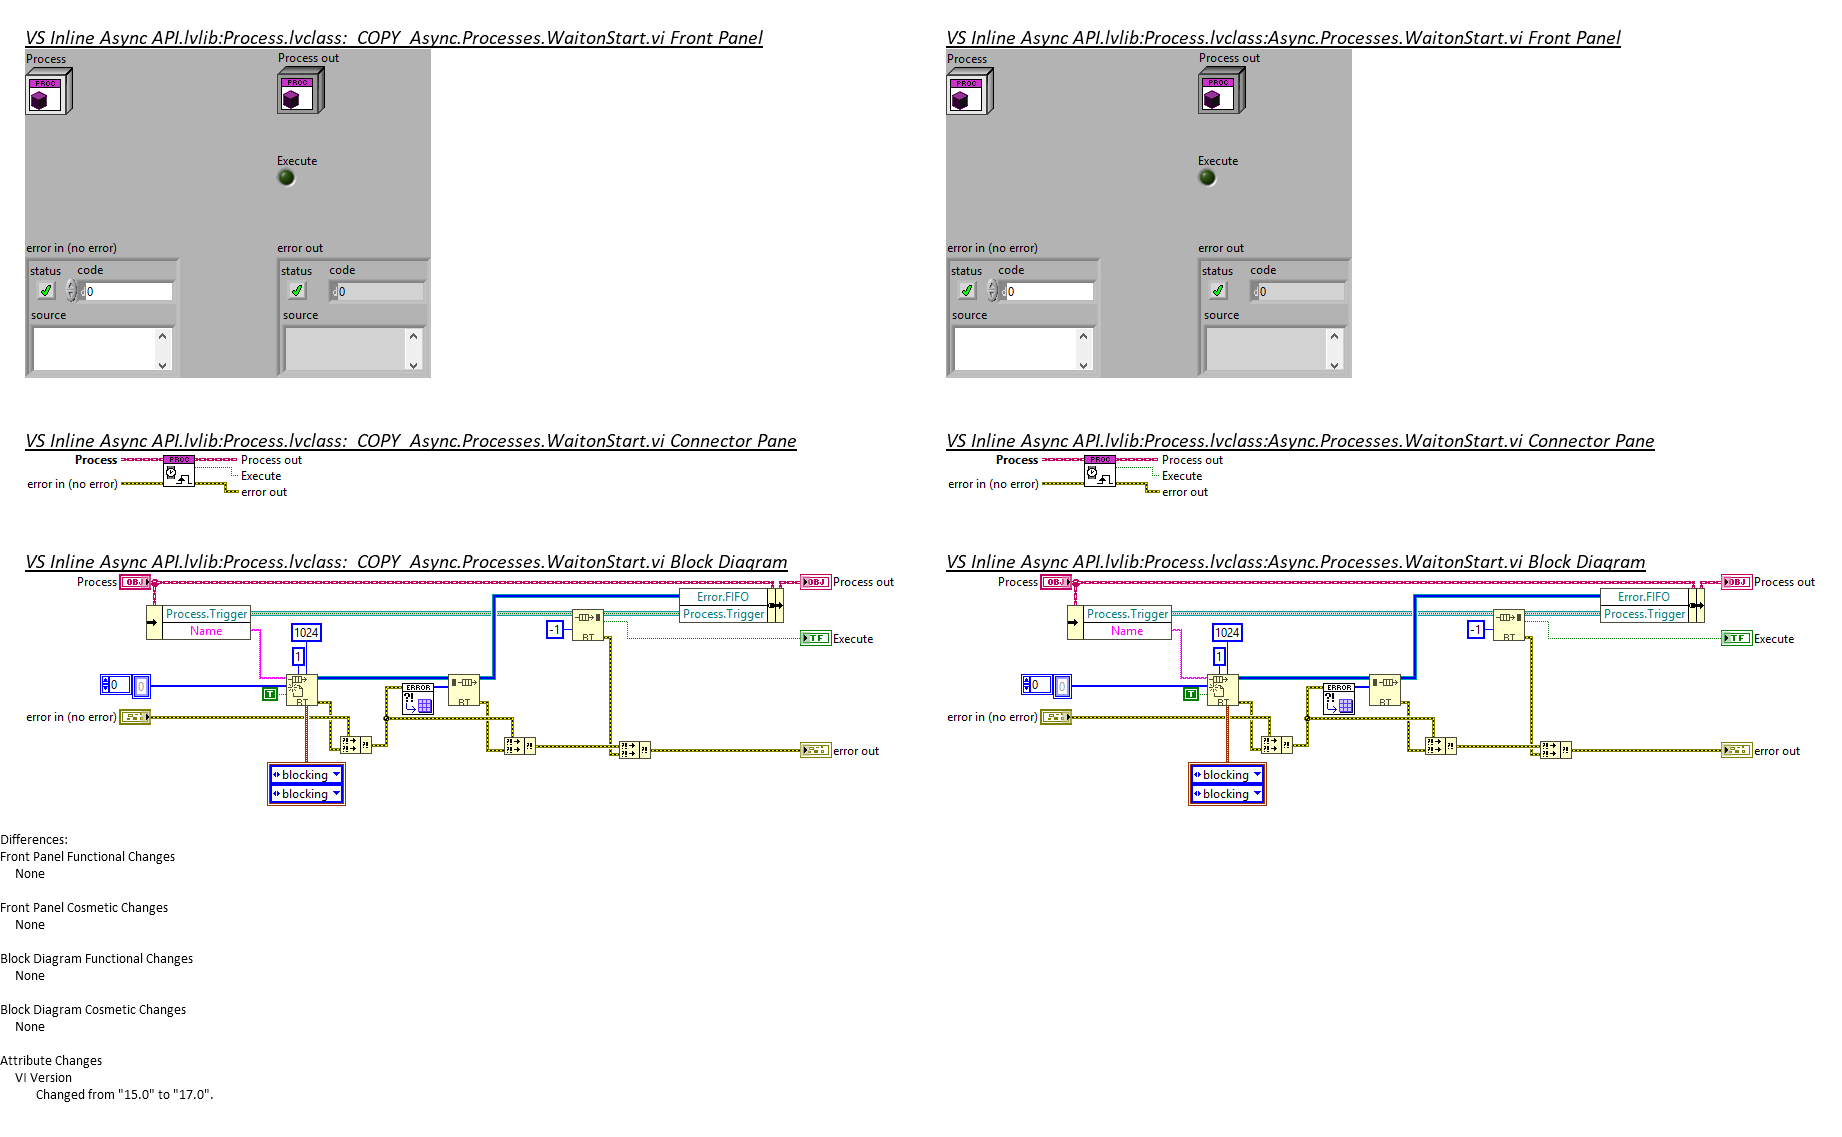 VS Inline Async API.lvlib:Process.lvclass:_COPY_Async.Processes.WaitonStart.vi Front Panel
Process
Process out
PROC
PROC
Execute
error in (no error)
error out
status code
0
source
status code
0
source
VS Inline Async API.lvlib:Process.lvclass:Async.Processes.WaitonStart.vi Front Panel
Process
Process out
PROC
PROC
Execute
error in (no error)
error out
status code
0
source
status code
0
source
VS Inline Async API.lvlib:Process.lvclass:_COPY_Async.Processes.WaitonStart.vi Connector Pane
Process
PROC
Process out
Execute
error in (no error)
error out
VS Inline Async API.lvlib:Process.lvclass:Async.Processes.WaitonStart.vi Connector Pane
Process
PROC
Process out
Execute
error in (no error)
error out
VS Inline Async API.lvlib:Process.lvclass:_COPY_Async.Processes.WaitonStart.vi Block Diagram
Process OBJ
OBJ Process out
Error.FIFO
Process.Trigger
Process.Trigger
Name
1024
-1
RT
TF Execute
1
0 0
T
RT
ERROR
RT
error in (no error)
error out
blocking
blocking
VS Inline Async API.lvlib:Process.lvclass:Async.Processes.WaitonStart.vi Block Diagram
Process OBJ
OBJ Process out
Error.FIFO
Process.Trigger
Process.Trigger
Name
1024
-1
RT
TF Execute
1
0 0
T
RT
ERROR
RT
error in (no error)
error out
blocking
blocking
Differences:
Front Panel Functional Changes
None
Front Panel Cosmetic Changes
None
Block Diagram Functional Changes
None
Block Diagram Cosmetic Changes
None
Attribute Changes
VI Version
Changed from "15.0" to "17.0".